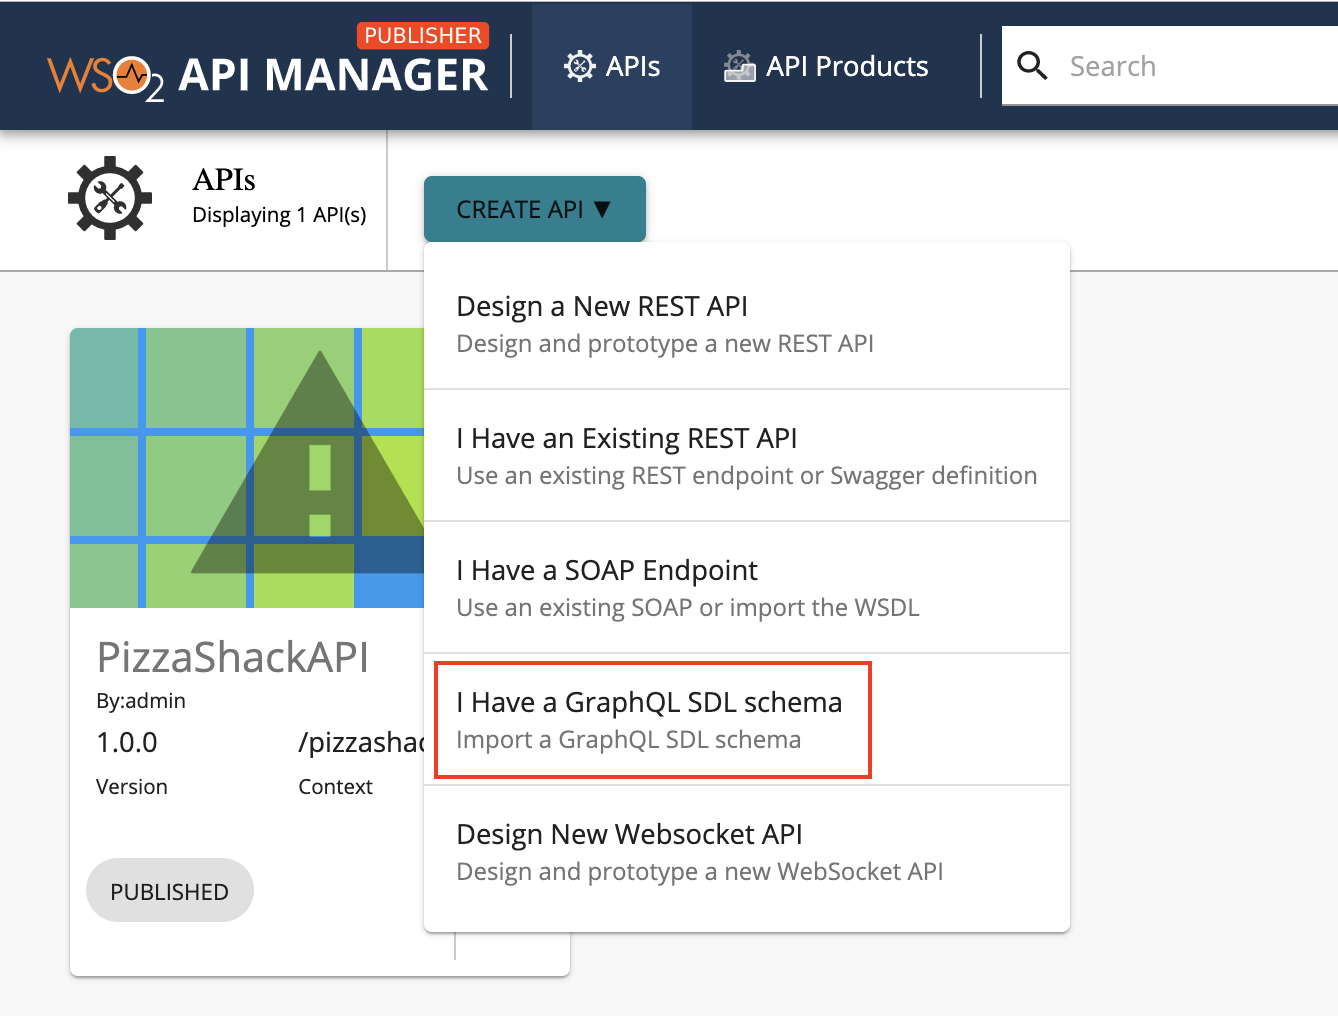 PUBLISHER
WSO2 API MANAGER
APIs
API Products
Search
APIs
Displaying 1 API(s)
CREATE API ▼
Design a New REST API
Design and prototype a new REST API
I Have an Existing REST API
Use an existing REST endpoint or Swagger definition
I Have a SOAP Endpoint
Use an existing SOAP or import the WSDL
I Have a GraphQL SDL schema
Import a GraphQL SDL schema
Design New Websocket API
Design and prototype a new WebSocket API
PizzaShackAPI
By:admin
1.0.0
Version
Context
PUBLISHED